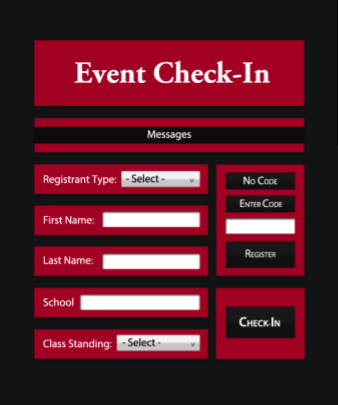 Event Check-In
Messages
Registrant Type: - Select -
First Name:
Last Name:
School
Class Standing: - Select -
No Code
Enter Code
Register
Check-In